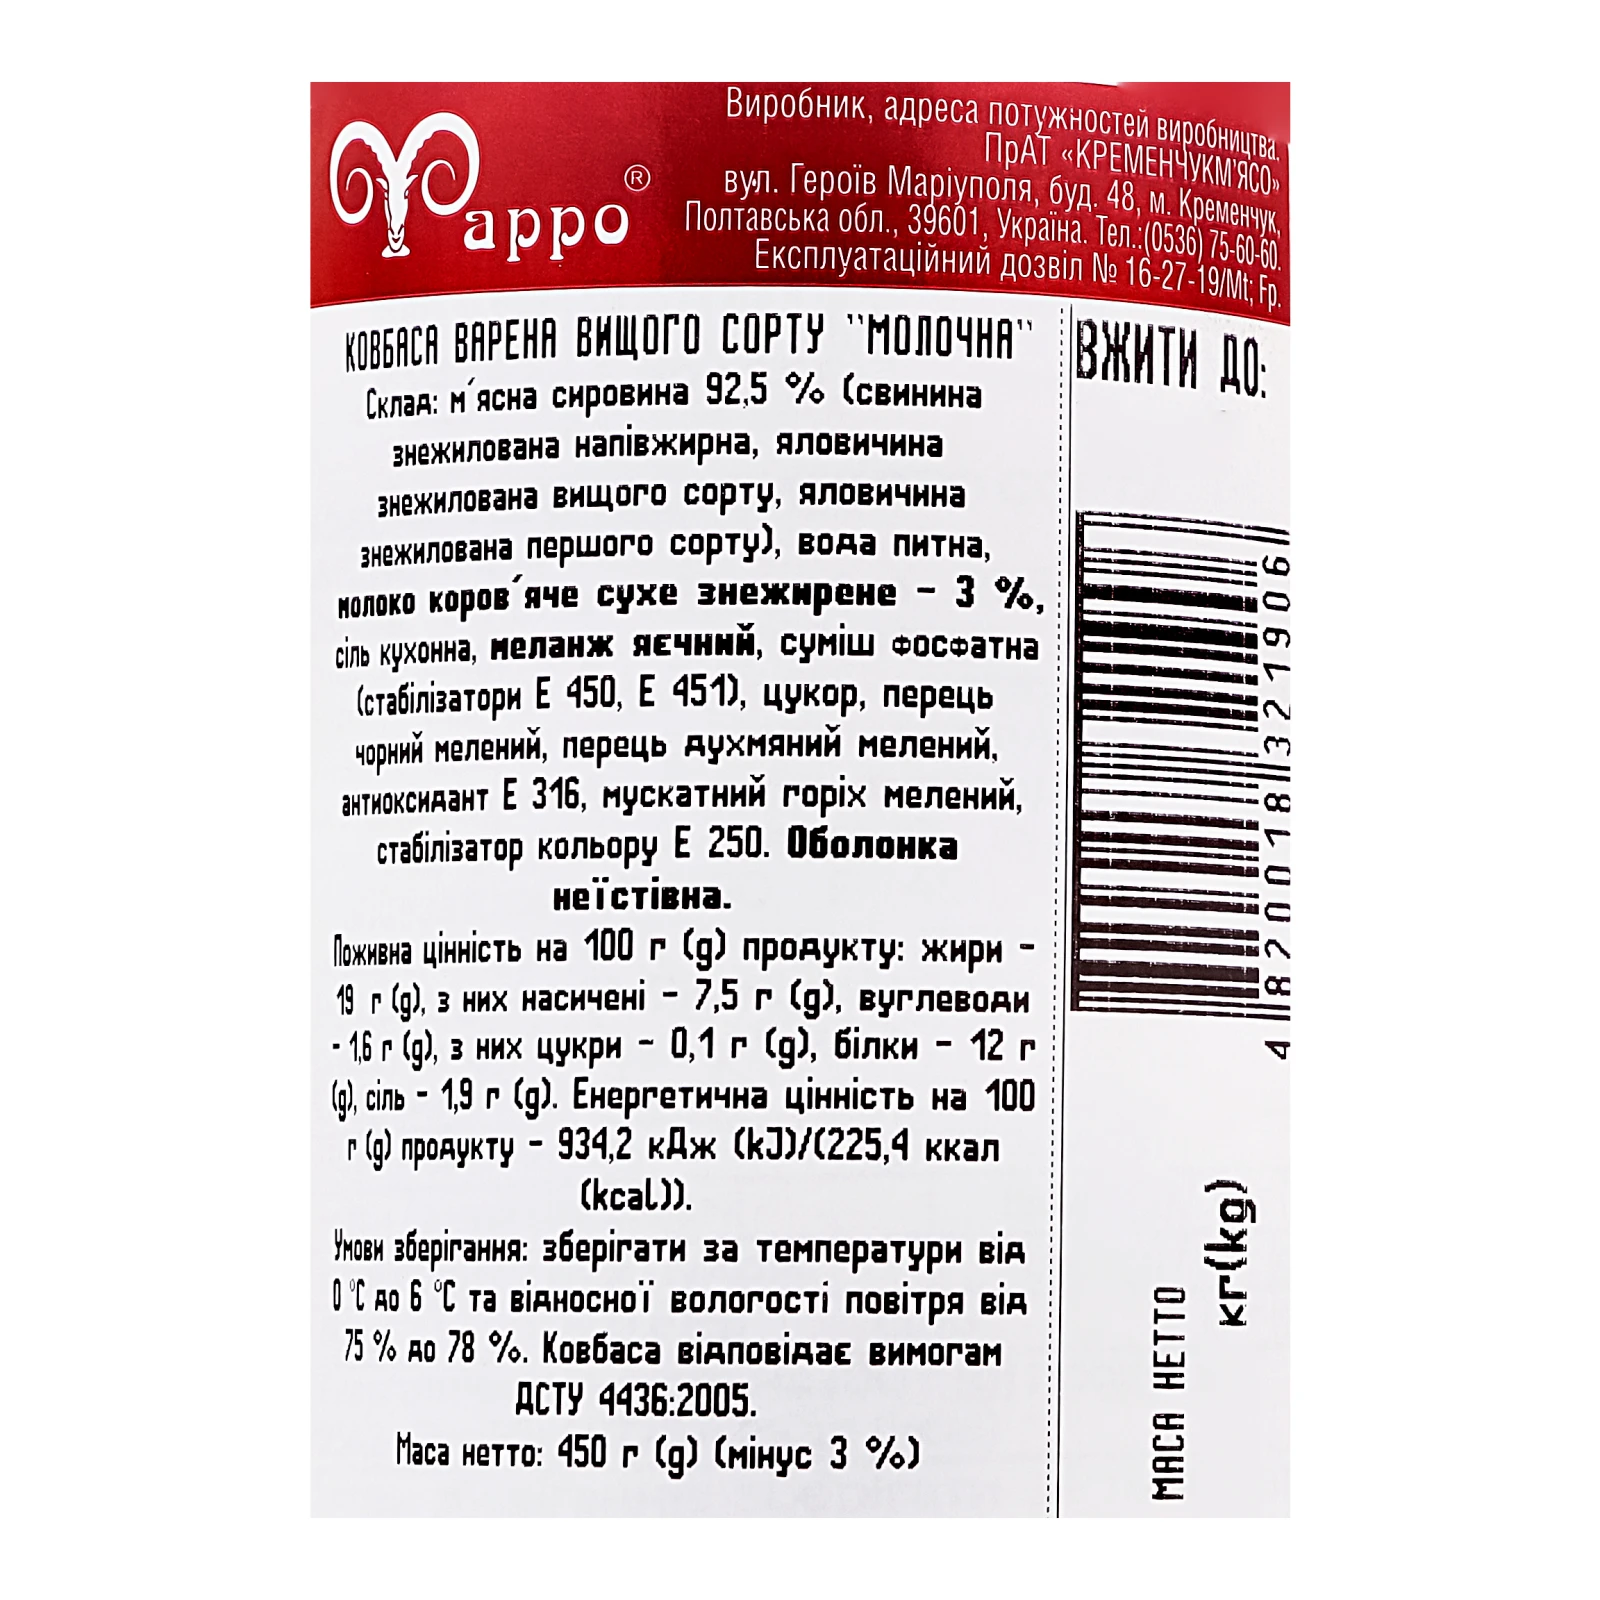 Фарро®
Виробник, адреса потужностей виробництва.
ПрАТ «КРЕМЕНЧУКМ'ЯСО»
вул. Героїв Маріуполя, буд. 48, м. Кременчук,
Полтавська обл., 39601, Україна. Тел.:(0536) 75-60-60.
Експлуатаційний дозвіл № 16-27-19/Mt; Fp.
КОВБАСА ВАРЕНА ВИЩОГО СОРТУ "МОЛОЧНА"
Склад: м´ясна сировина 92,5 % (свинина
знежилована напівжирна, яловичина
знежилована вищого сорту, яловичина
знежилована першого сорту), вода питна,
молоко коров´яче сухе знежирене - 3 %,
сіль кухонна, меланж яєчний, суміш фосфатна
(стабілізатори Е 450, Е 451), цукор, перець
чорний мелений, перець духмяний мелений,
антиоксидант Е 316, мускатний горіх мелений,
стабілізатор кольору Е 250. Оболонка
неїстівна.
Поживна цінність на 100 г (g) продукту: жири -
19 г (g), з них насичені - 7,5 г (g), вуглеводи
- 1,6 г (g), з них цукри - 0,1 г (g), білки - 12 г
(g), сіль - 1,9 г (g). Енергетична цінність на 100
г (g) продукту - 934,2 кДж (kJ)/(225,4 ккал
(kcal)).
Умови зберігання: зберігати за температури від
0 °С до 6 °С та відносної вологості повітря від
75 % до 78 %. Ковбаса відповідає вимогам
ДСТУ 4436:2005.
Маса нетто: 450 г (g) (мінус 3 %)
ВЖИТИ ДО:
4 820018 321906
МАСА НЕТТО
кг(kg)